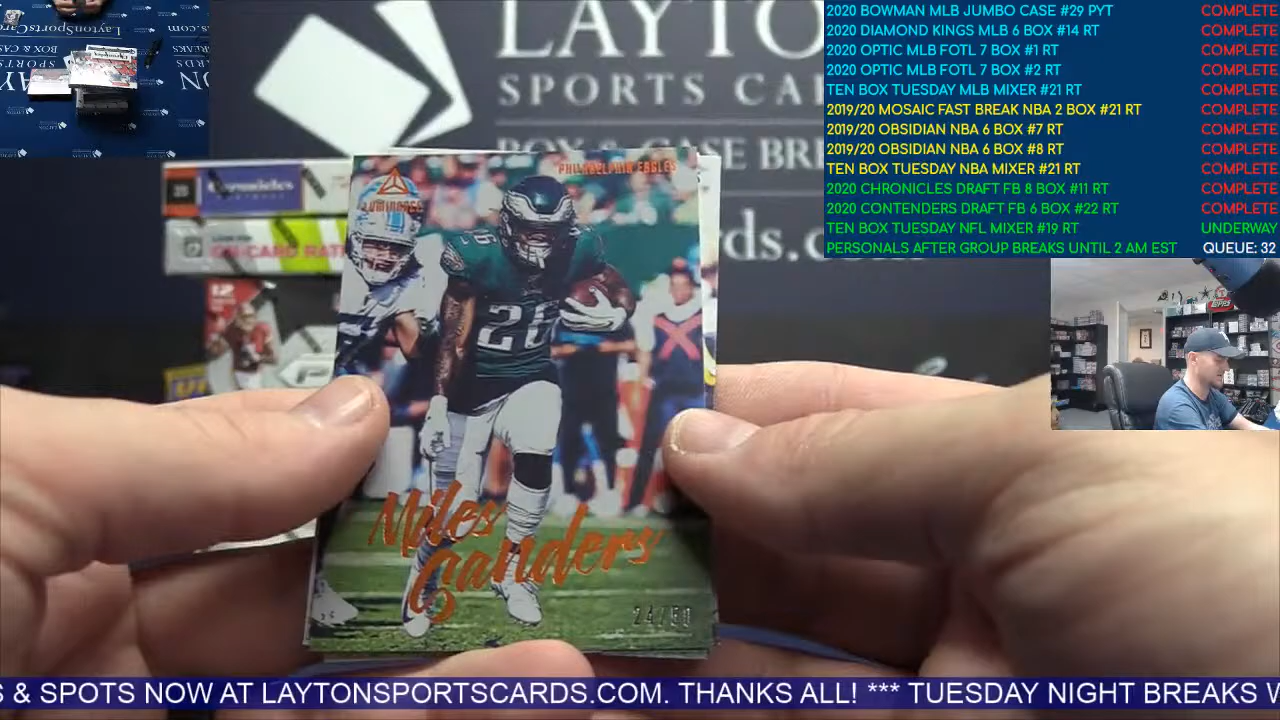 LAYTO
SPORTS CARDS
2020 BOWMAN MLB JUMBO CASE #29 PYT COMPLETE
2020 DIAMOND KINGS MLB 6 BOX #14 RT COMPLETE
2020 OPTIC MLB FOTL 7 BOX #1 RT COMPLETE
2020 OPTIC MLB FOTL 7 BOX #2 RT COMPLETE
TEN BOX TUESDAY MLB MIXER #21 RT COMPLETE
2019/20 MOSAIC FAST BREAK NBA 2 BOX #21 RT COMPLETE
2019/20 OBSIDIAN NBA 6 BOX #7 RT COMPLETE
2019/20 OBSIDIAN NBA 6 BOX #8 RT COMPLETE
TEN BOX TUESDAY NBA MIXER #21 RT COMPLETE
2020 CHRONICLES DRAFT FB 8 BOX #11 RT COMPLETE
2020 CONTENDERS DRAFT FB 6 BOX #22 RT COMPLETE
TEN BOX TUESDAY NFL MIXER #19 RT UNDERWAY
PERSONALS AFTER GROUP BREAKS UNTIL 2 AM EST QUEUE: 32
Chronicles
PHILADELPHIA EAGLES
LUMINANCE
ds.com
26
Miles
Sanders
24/50
S & SPOTS NOW AT LAYTONSPORTSCARDS.COM. THANKS ALL! *** TUESDAY NIGHT BREAKS W